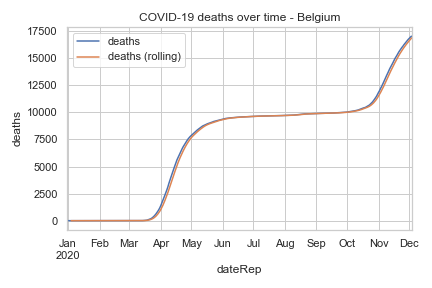 COVID-19 deaths over time - Belgium
deaths
deaths (rolling)
17500
15000
12500
10000
7500
5000
2500
0
deaths
Jan Feb Mar Apr May Jun Jul Aug Sep Oct Nov Dec
2020
dateRep